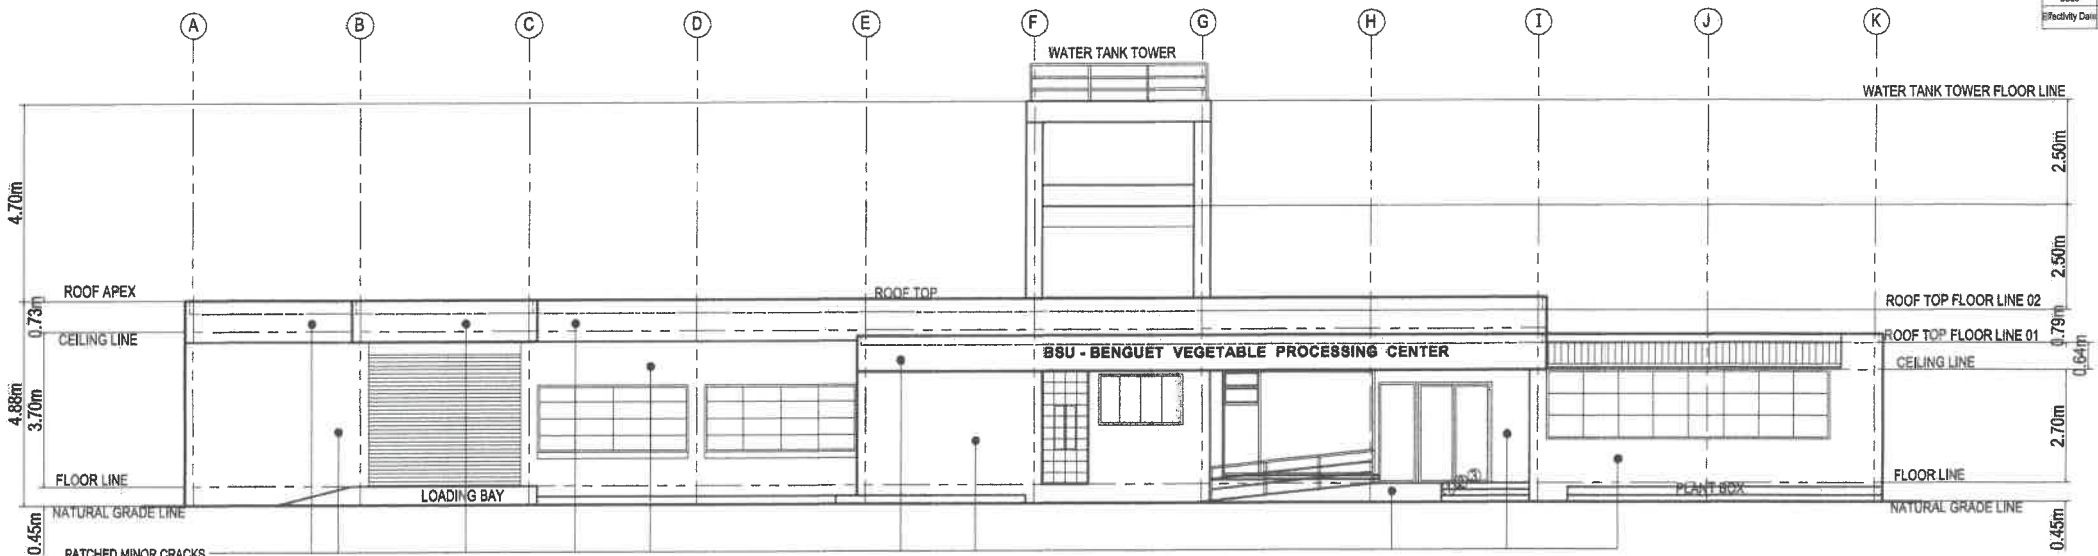 Effectivity Date
A B C D E F G H I J K
WATER TANK TOWER
WATER TANK TOWER FLOOR LINE
2.50m
4.70m
2.50m
ROOF APEX
ROOF TOP
ROOF TOP FLOOR LINE 02
0.73m
0.79m
CEILING LINE
ROOF TOP FLOOR LINE 01
BSU - BENGUET VEGETABLE PROCESSING CENTER
CEILING LINE
0.64m
4.88m
3.70m
2.70m
FLOOR LINE
FLOOR LINE
LOADING BAY
PLANT BOX
NATURAL GRADE LINE
NATURAL GRADE LINE
0.45m
0.45m
PATCHED MINOR CRACKS